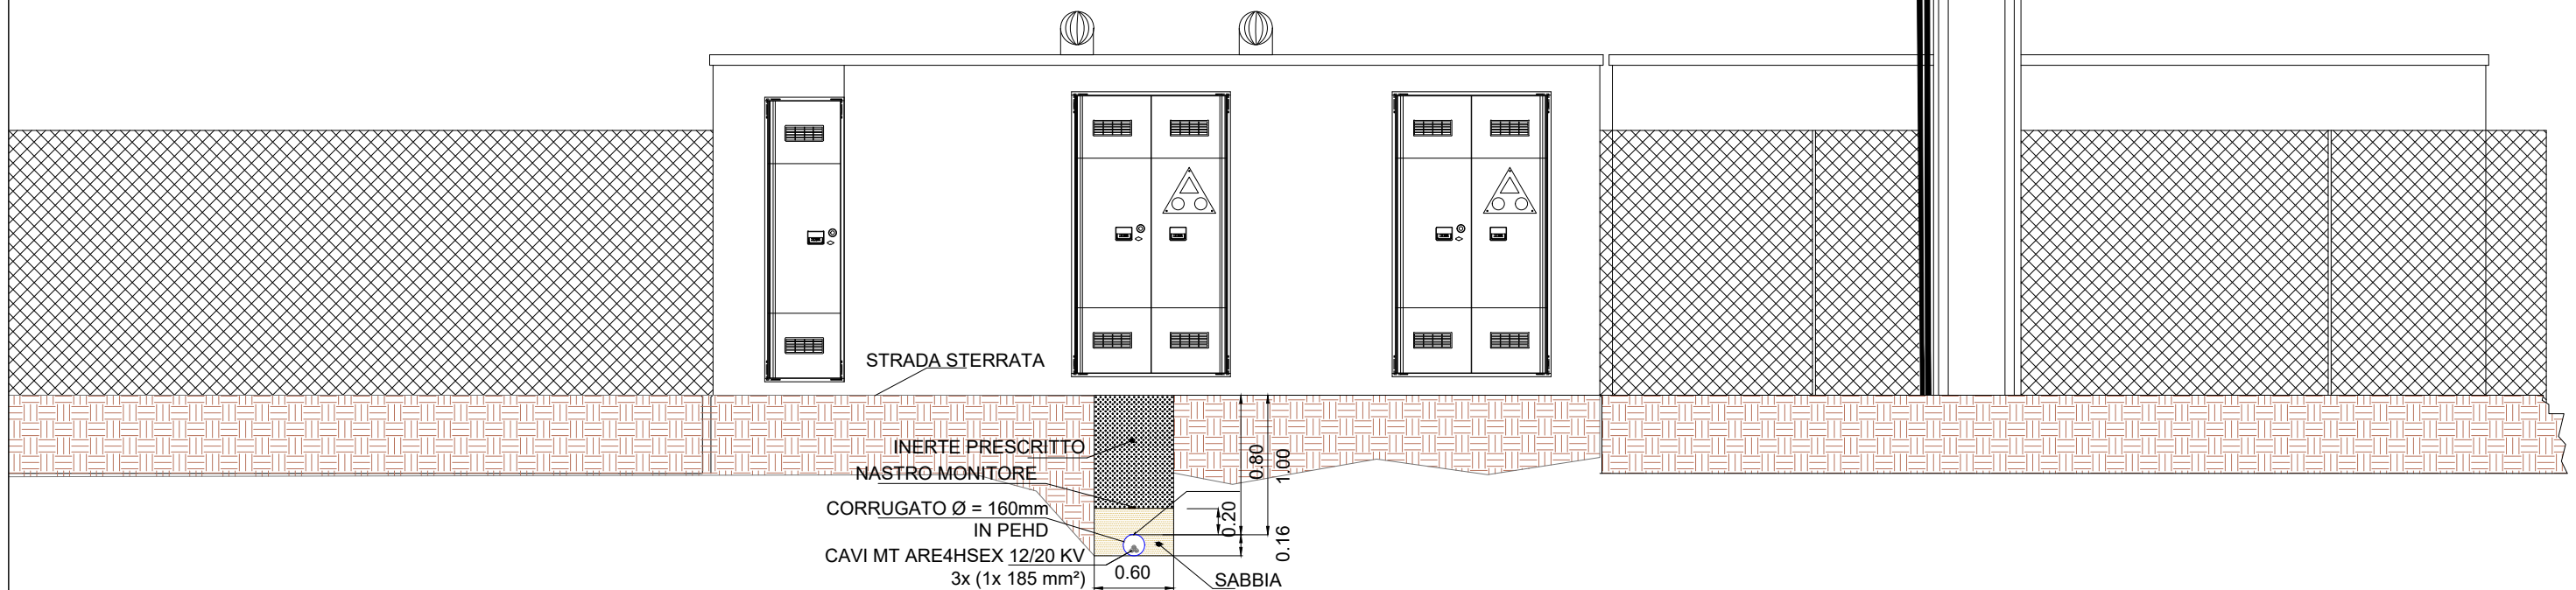 STRADA STERRATA
INERTE PRESCRITTO
NASTRO MONITORE
CORRUGATO Ø = 160mm
IN PEHD
CAVI MT ARE4HSEX 12/20 KV
3x (1x 185 mm²)
0.60
SABBIA
0.20
0.80
1.00
0.16